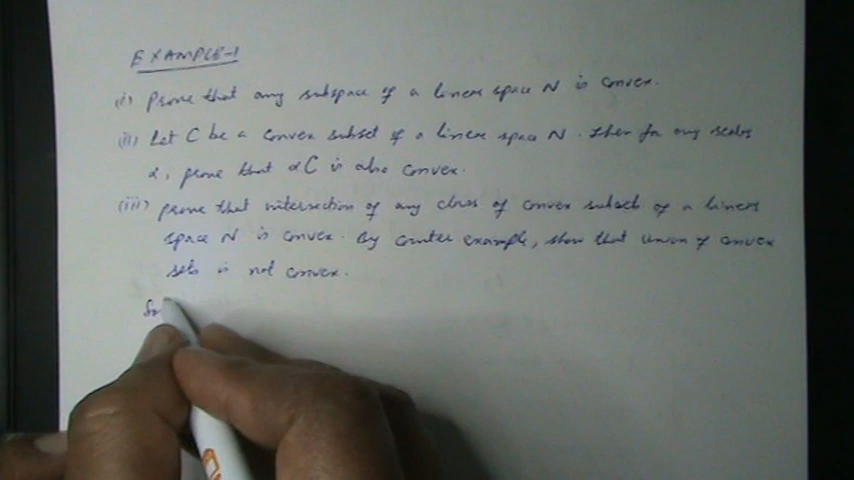 EXAMPLE-1
(i) Prove that any subspace of a linear space N is convex.
(ii) Let C be a convex subset of a linear space N. Then for any scalar
α, prove that αC is also convex.
(iii) prove that intersection of any class of convex subsets of a linear
space N is convex. By counter example, show that union of convex
sets is not convex.
So